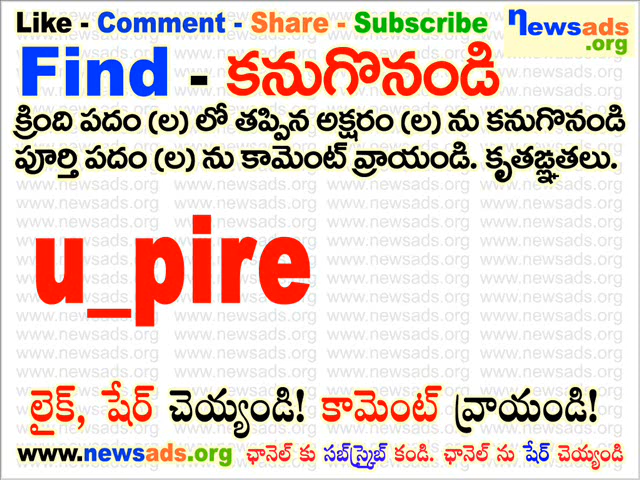 Like - Comment - Share - Subscribe
newsads
.org
Find - కనుగొనండి
క్రింది పదం (ల) లో తప్పిన అక్షరం (ల) ను కనుగొనండి
పూర్తి పదం (ల) ను కామెంట్ వ్రాయండి. కృతఙ్ఞతలు.
u_pire
లైక్, షేర్ చెయ్యండి! కామెంట్ వ్రాయండి!
www.newsads.org ఛానెల్ కు సబ్‌స్క్రైబ్ కండి. ఛానెల్ ను షేర్ చెయ్యండి